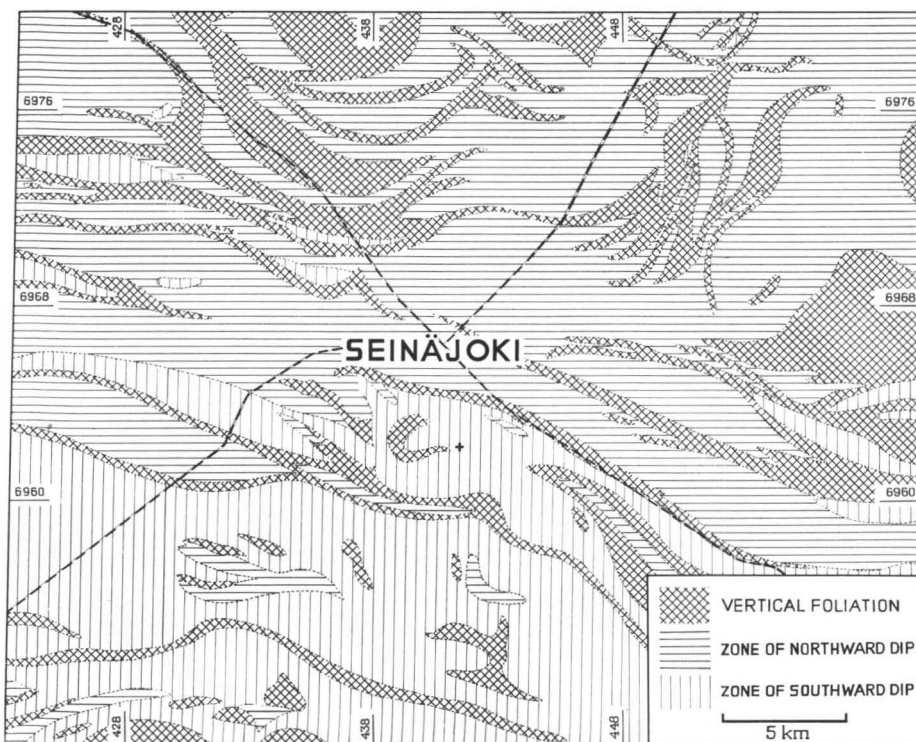 428
438
448
6976
6976
6968
6968
SEINÄJOKI
6960
6960
VERTICAL FOLIATION
ZONE OF NORTHWARD DIP
ZONE OF SOUTHWARD DIP
5 km
428
438
448